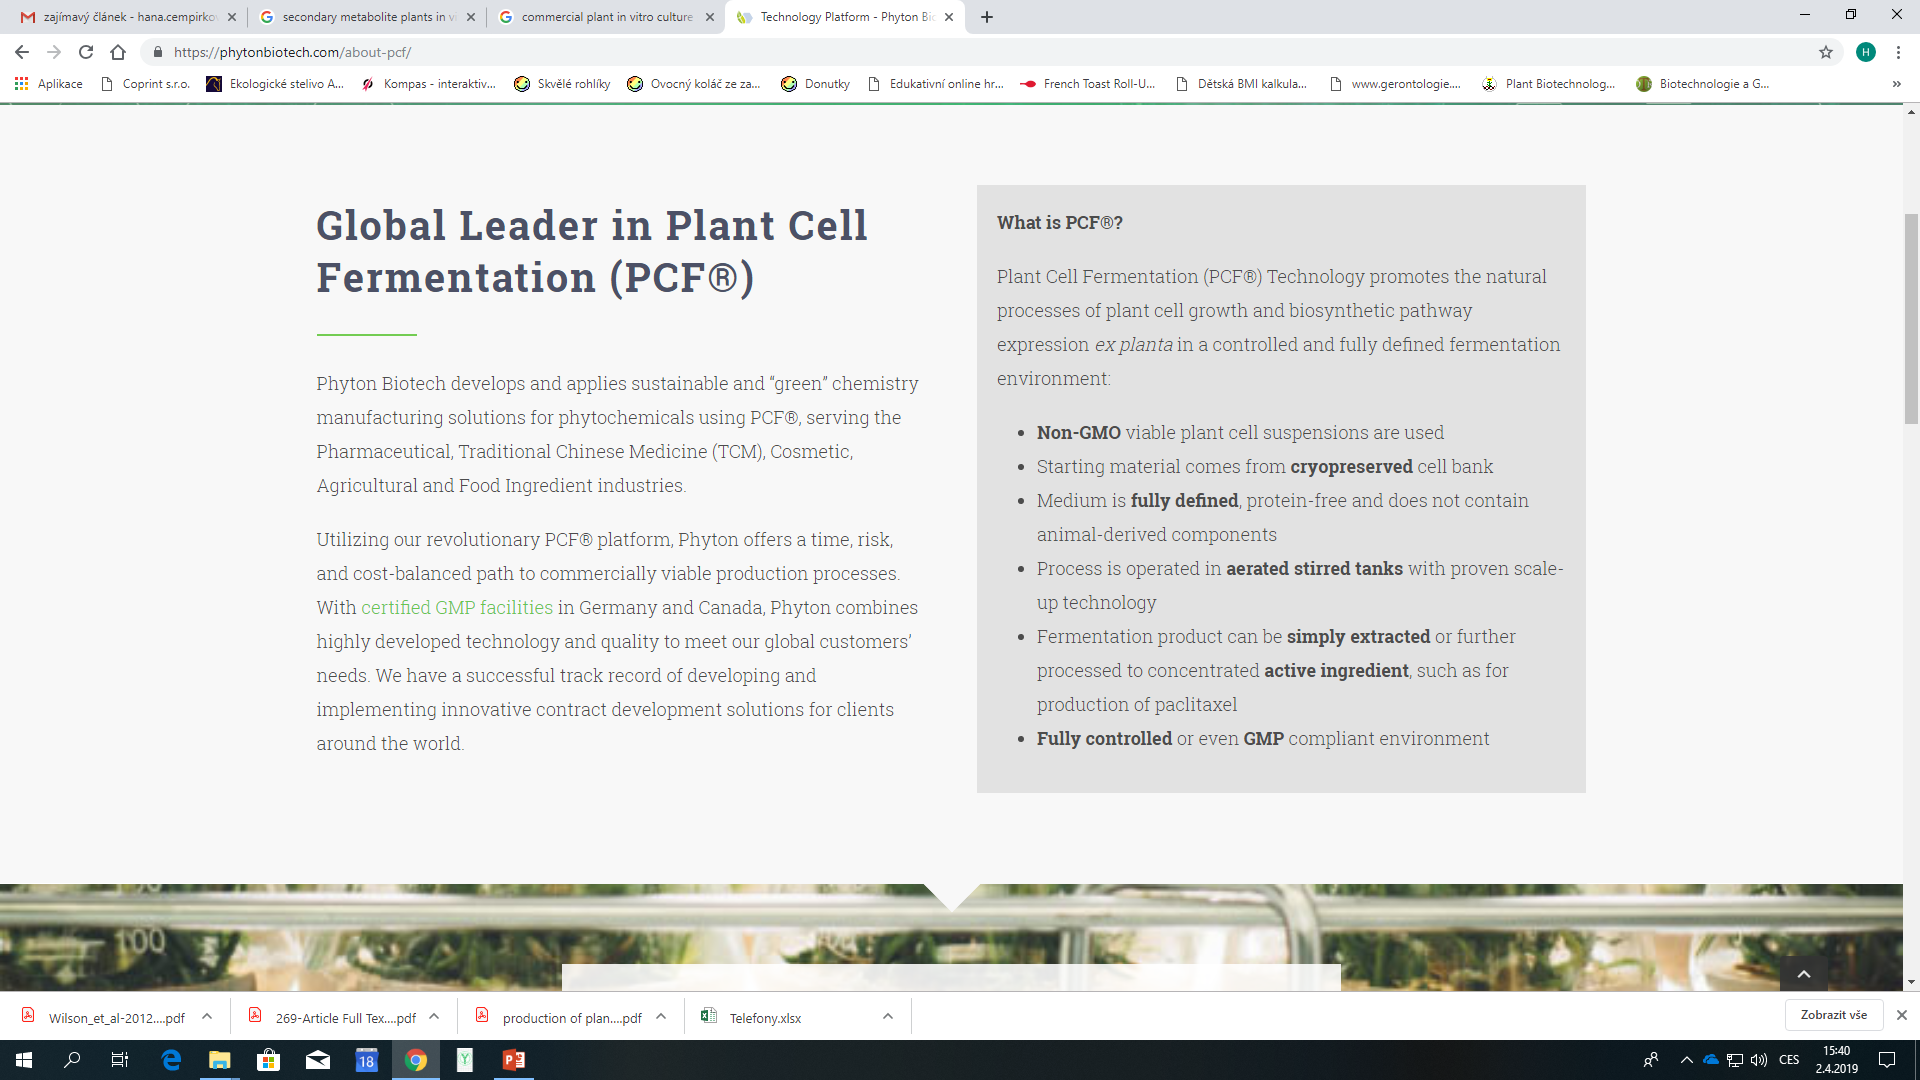 zajímavý článek - hana.cempirko
secondary metabolite plants in vi
commercial plant in vitro culture
Technology Platform - Phyton Bio
https://phytonbiotech.com/about-pcf/
H
Aplikace
Coprint s.r.o.
Ekologické stelivo A...
Kompas - interaktiv...
Skvělé rohlíky
Ovocný koláč ze za...
Donutky
Edukativní online hr...
French Toast Roll-U...
Dětská BMI kalkula...
www.gerontologie....
Plant Biotechnolog...
Biotechnologie a G...
»
Global Leader in Plant Cell
Fermentation (PCF®)
Phyton Biotech develops and applies sustainable and “green” chemistry
manufacturing solutions for phytochemicals using PCF®, serving the
Pharmaceutical, Traditional Chinese Medicine (TCM), Cosmetic,
Agricultural and Food Ingredient industries.
Utilizing our revolutionary PCF® platform, Phyton offers a time, risk,
and cost-balanced path to commercially viable production processes.
With certified GMP facilities in Germany and Canada, Phyton combines
highly developed technology and quality to meet our global customers’
needs. We have a successful track record of developing and
implementing innovative contract development solutions for clients
around the world.
What is PCF®?
Plant Cell Fermentation (PCF®) Technology promotes the natural
processes of plant cell growth and biosynthetic pathway
expression ex planta in a controlled and fully defined fermentation
environment:
• Non-GMO viable plant cell suspensions are used
• Starting material comes from cryopreserved cell bank
• Medium is fully defined, protein-free and does not contain
animal-derived components
• Process is operated in aerated stirred tanks with proven scale-
up technology
• Fermentation product can be simply extracted or further
processed to concentrated active ingredient, such as for
production of paclitaxel
• Fully controlled or even GMP compliant environment
100
Wilson_et_al-2012....pdf
269-Article Full Tex....pdf
production of plan....pdf
Telefony.xlsx
Zobrazit vše
18
CES
15:40
2.4.2019